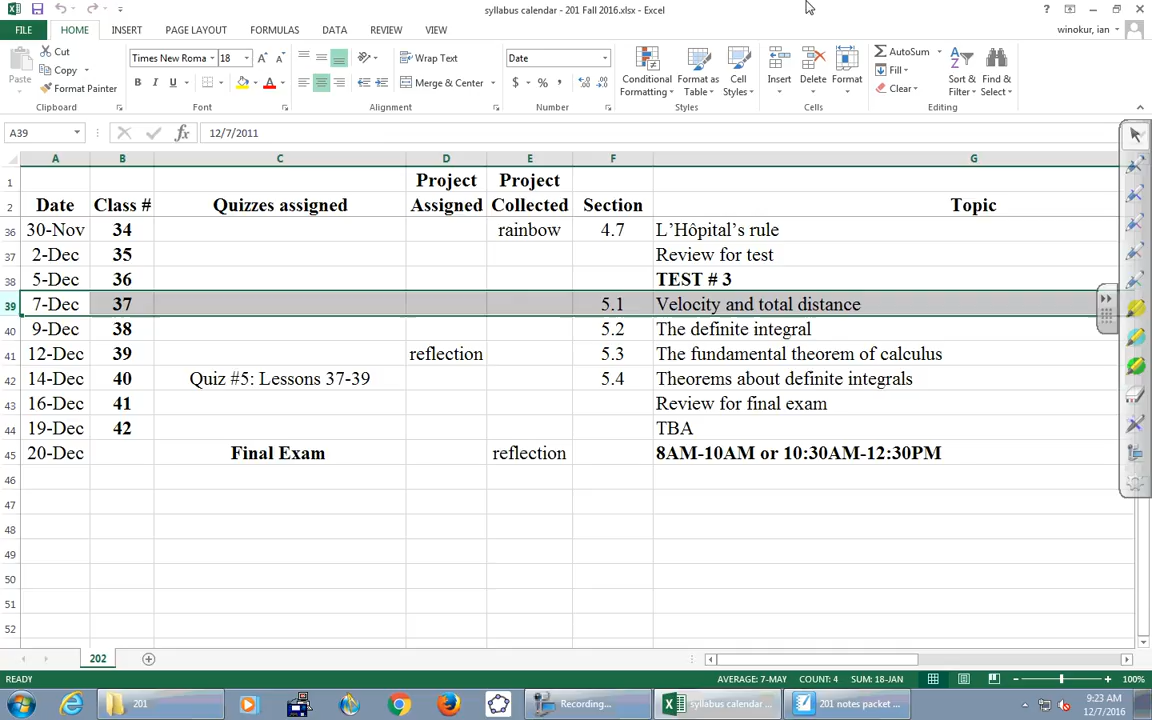 syllabus calendar - 201 Fall 2016.xlsx - Excel
FILE HOME INSERT PAGE LAYOUT FORMULAS DATA REVIEW VIEW winokur, ian
Paste Cut Copy Format Painter Clipboard
Times New Roma 18 B I U Font
Wrap Text Merge & Center Alignment
Date $ % , Number
Conditional Formatting Format as Table Cell Styles Styles
Insert Delete Format Cells
AutoSum Fill Clear Sort & Filter Find & Select Editing
A39 fx 12/7/2011
A B C D E F G
1 Project Project
2 Date Class # Quizzes assigned Assigned Collected Section Topic
36 30-Nov 34 rainbow 4.7 L’Hôpital’s rule
37 2-Dec 35 Review for test
38 5-Dec 36 TEST # 3
39 7-Dec 37 5.1 Velocity and total distance
40 9-Dec 38 5.2 The definite integral
41 12-Dec 39 reflection 5.3 The fundamental theorem of calculus
42 14-Dec 40 Quiz #5: Lessons 37-39 5.4 Theorems about definite integrals
43 16-Dec 41 Review for final exam
44 19-Dec 42 TBA
45 20-Dec Final Exam reflection 8AM-10AM or 10:30AM-12:30PM
46
47
48
49
50
51
52
202
READY AVERAGE: 7-MAY COUNT: 4 SUM: 18-JAN 100%
201 Recording... syllabus calendar ... 201 notes packet ... 9:23 AM
12/7/2016